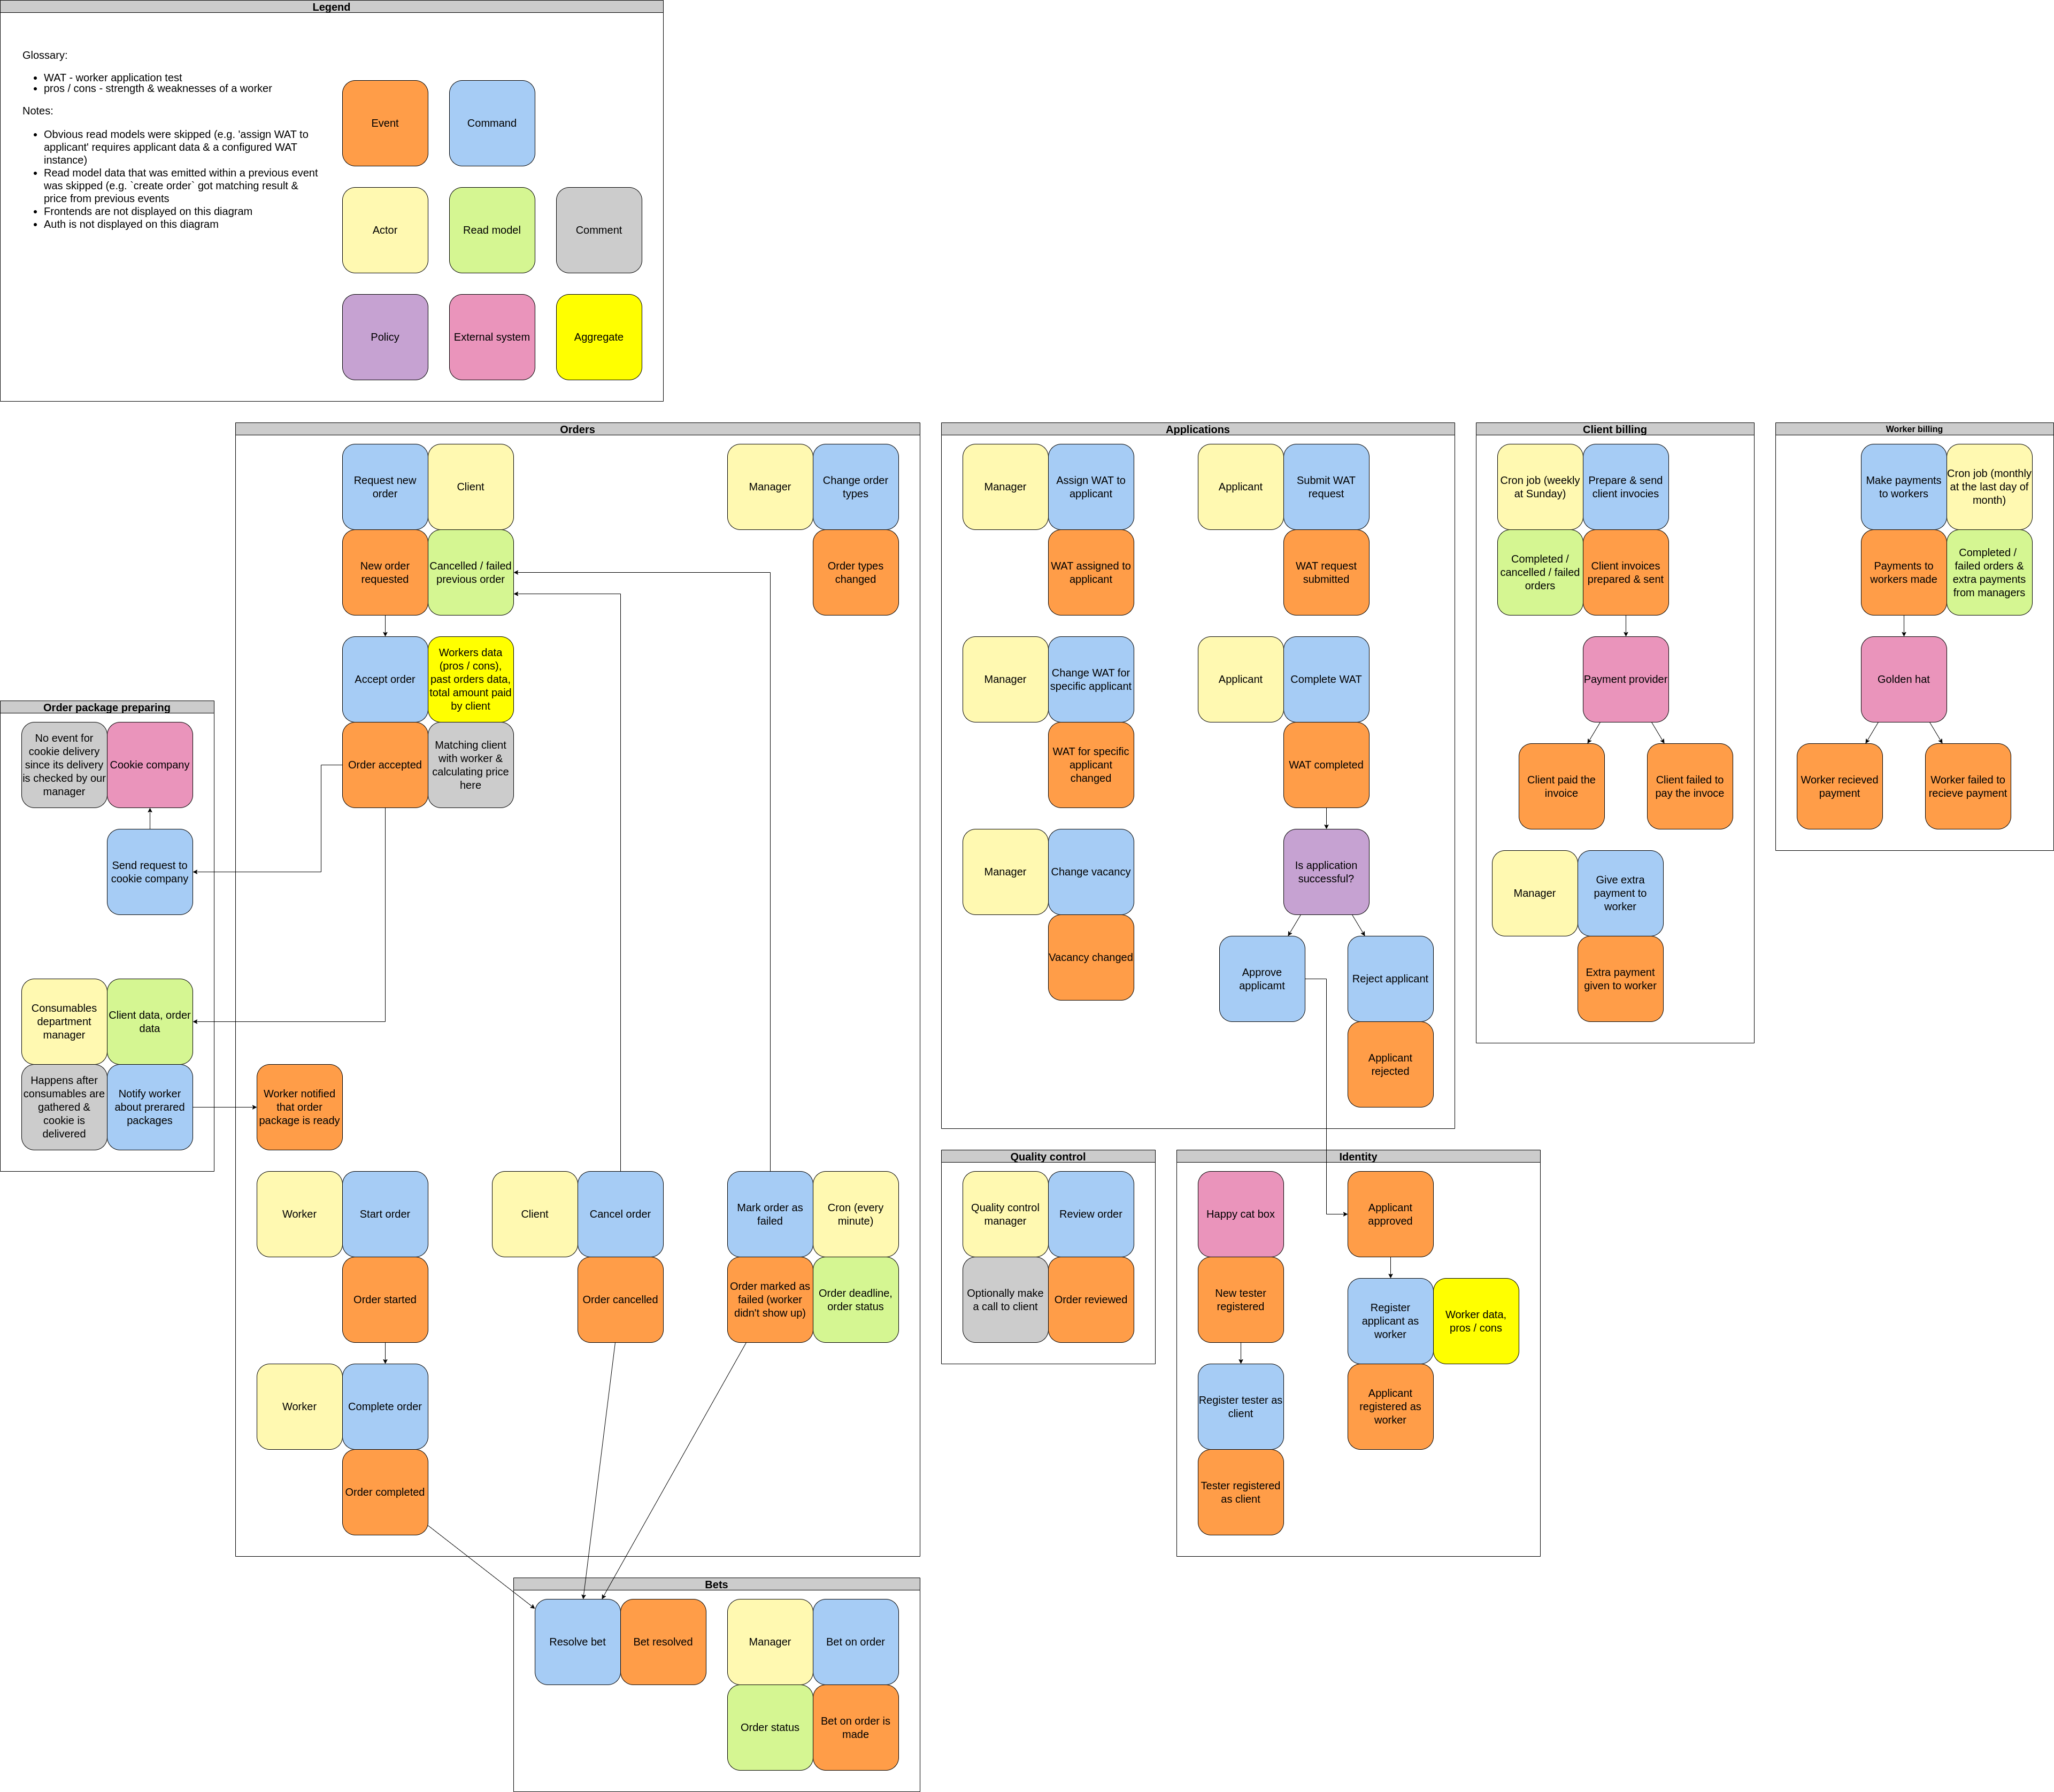 Legend
Glossary:
WAT - worker application test
pros / cons - strength & weaknesses of a worker
Notes:
Obvious read models were skipped (e.g. 'assign WAT to
applicant' requires applicant data & a configured WAT
instance)
Read model data that was emitted within a previous event
was skipped (e.g. `create order` got matching result &
price from previous events
Frontends are not displayed on this diagram
Auth is not displayed on this diagram
Event
Command
Actor
Read model
Comment
Policy
External system
Aggregate
Order package preparing
No event for
cookie delivery
since its delivery
is checked by our
manager
Cookie company
Send request to
cookie company
Consumables
department
manager
Client data, order
data
Happens after
consumables are
gathered &
cookie is
delivered
Notify worker
about prerared
packages
Orders
Request new
order
Client
New order
requested
Cancelled / failed
previous order
Manager
Change order
types
Order types
changed
Accept order
Workers data
(pros / cons),
past orders data,
total amount paid
by client
Order accepted
Matching client
with worker &
calculating price
here
Worker notified
that order
package is ready
Worker
Start order
Order started
Worker
Complete order
Order completed
Client
Cancel order
Order cancelled
Mark order as
failed
Cron (every
minute)
Order marked as
failed (worker
didn't show up)
Order deadline,
order status
Bets
Resolve bet
Bet resolved
Manager
Bet on order
Order status
Bet on order is
made
Applications
Manager
Assign WAT to
applicant
WAT assigned to
applicant
Applicant
Submit WAT
request
WAT request
submitted
Manager
Change WAT for
specific applicant
WAT for specific
applicant
changed
Applicant
Complete WAT
WAT completed
Manager
Change vacancy
Vacancy changed
Is application
successful?
Approve
applicamt
Reject applicant
Applicant
rejected
Quality control
Quality control
manager
Review order
Optionally make
a call to client
Order reviewed
Identity
Happy cat box
New tester
registered
Register tester as
client
Tester registered
as client
Applicant
approved
Register
applicant as
worker
Worker data,
pros / cons
Applicant
registered as
worker
Client billing
Cron job (weekly
at Sunday)
Prepare & send
client invocies
Completed /
cancelled / failed
orders
Client invoices
prepared & sent
Payment provider
Client paid the
invoice
Client failed to
pay the invoce
Manager
Give extra
payment to
worker
Extra payment
given to worker
Worker billing
Make payments
to workers
Cron job (monthly
at the last day of
month)
Payments to
workers made
Completed /
failed orders &
extra payments
from managers
Golden hat
Worker recieved
payment
Worker failed to
recieve payment